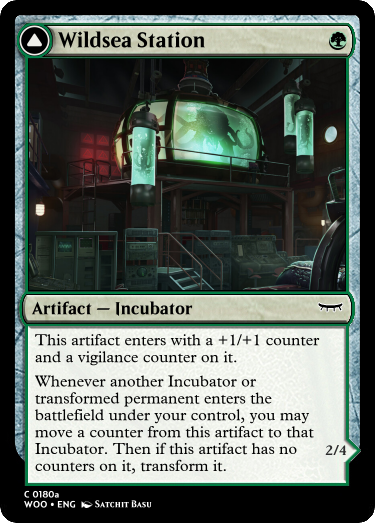 Wildsea Station
Artifact — Incubator
This artifact enters with a +1/+1 counter
and a vigilance counter on it.
Whenever another Incubator or
transformed permanent enters the
battlefield under your control, you may
move a counter from this artifact to that
Incubator. Then if this artifact has no
counters on it, transform it.
2/4
C 0180a
WOO • ENG Satchit Basu